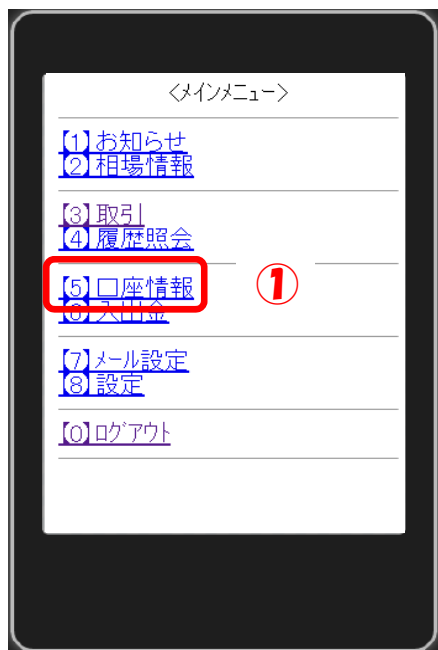 <メインメニュー>
【1】お知らせ
【2】相場情報
【3】取引
【4】履歴照会
【5】口座情報
①
【6】入出金
【7】メール設定
【8】設定
【0】ログアウト